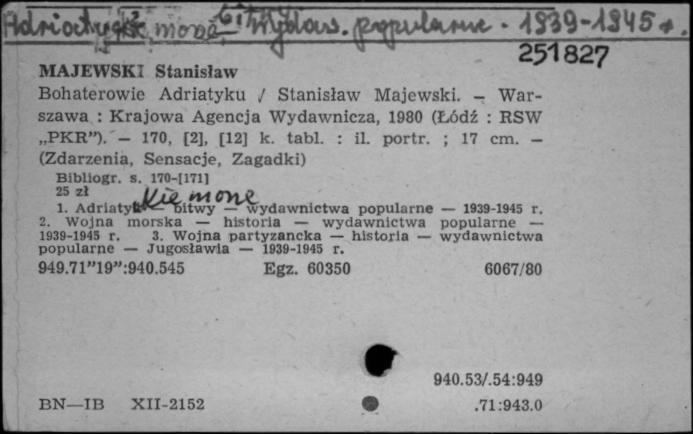 morze bitwy wydaw. popularne - 1939-1945 r.
251827
MAJEWSKI Stanisław
Bohaterowie Adriatyku / Stanisław Majewski. — War-
szawa : Krajowa Agencja Wydawnicza, 1980 (Łódź : RSW
„PKR”). — 170, [2], [12] k. tabl. : il. portr. ; 17 cm. —
(Zdarzenia, Sensacje, Zagadki)
Bibliogr. s. 170-[171]
25 zł
kie morze
1. Adriatyk — bitwy — wydawnictwa popularne — 1939-1945 r.
2. Wojna morska — historia — wydawnictwa popularne —
1939-1945 r. 3. Wojna partyzancka — historia — wydawnictwa
popularne — Jugosławia — 1939-1945 r.
949.71”19”:940.545 Egz. 60350 6067/80
940.53/.54:949
BN—IB XII-2152 .71:943.0